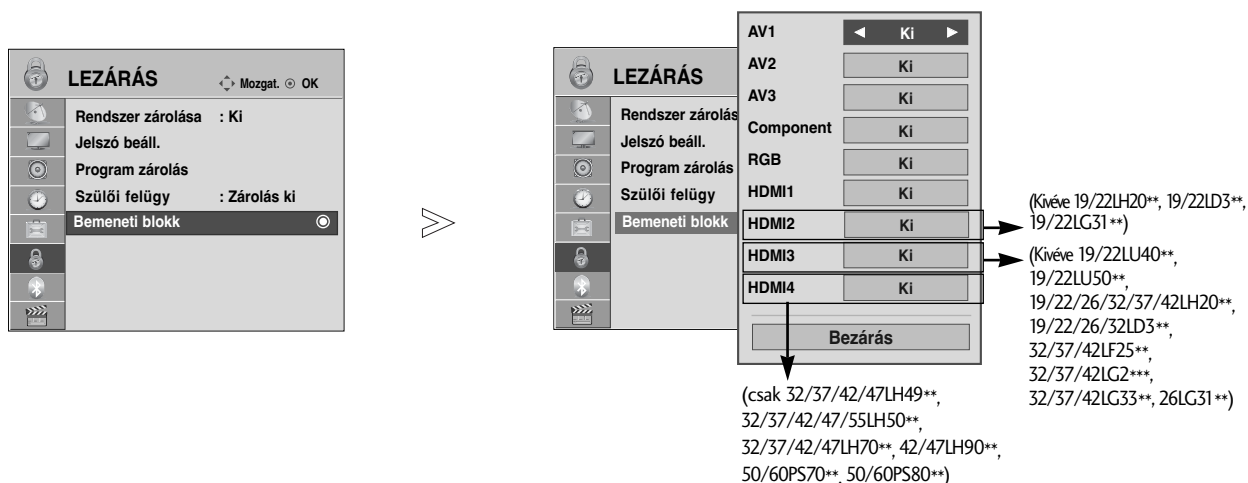 LEZÁRÁS
Mozgat. OK
Rendszer zárolása : Ki
Jelszó beáll.
Program zárolás
Szülői felügy : Zárolás ki
Bemeneti blokk
LEZÁRÁS
Rendszer zárolás
Jelszó beáll.
Program zárolás
Szülői felügy
Bemeneti blokk
AV1 ◄ Ki ►
AV2 Ki
AV3 Ki
Component Ki
RGB Ki
HDMI1 Ki
HDMI2 Ki
HDMI3 Ki
HDMI4 Ki
Bezárás
(Kivéve 19/22LH20**, 19/22LD3**,
19/22LG31**)
(Kivéve 19/22LU40**,
19/22LU50**,
19/22/26/32/37/42LH20**,
19/22/26/32LD3**,
32/37/42LF25**,
32/37/42LG2***,
32/37/42LG33**, 26LG31**)
(csak 32/37/42/47LH49**,
32/37/42/47/55LH50**,
32/37/42/47LH70**, 42/47LH90**,
50/60PS70**, 50/60PS80**)